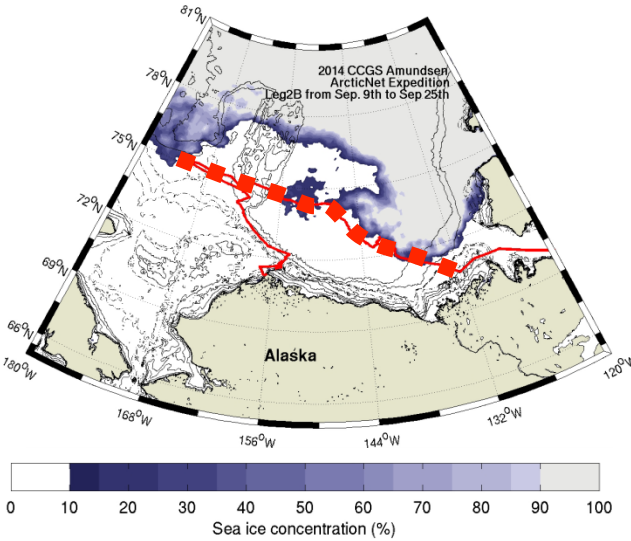 81°N
78°N
75°N
72°N
69°N
66°N
2014 CCGS Amundsen
ArcticNet Expedition
Leg2B from Sep. 9th to Sep 25th
Alaska
180°W
168°W
156°W
144°W
132°W
120°W
0 10 20 30 40 50 60 70 80 90 100
Sea ice concentration (%)